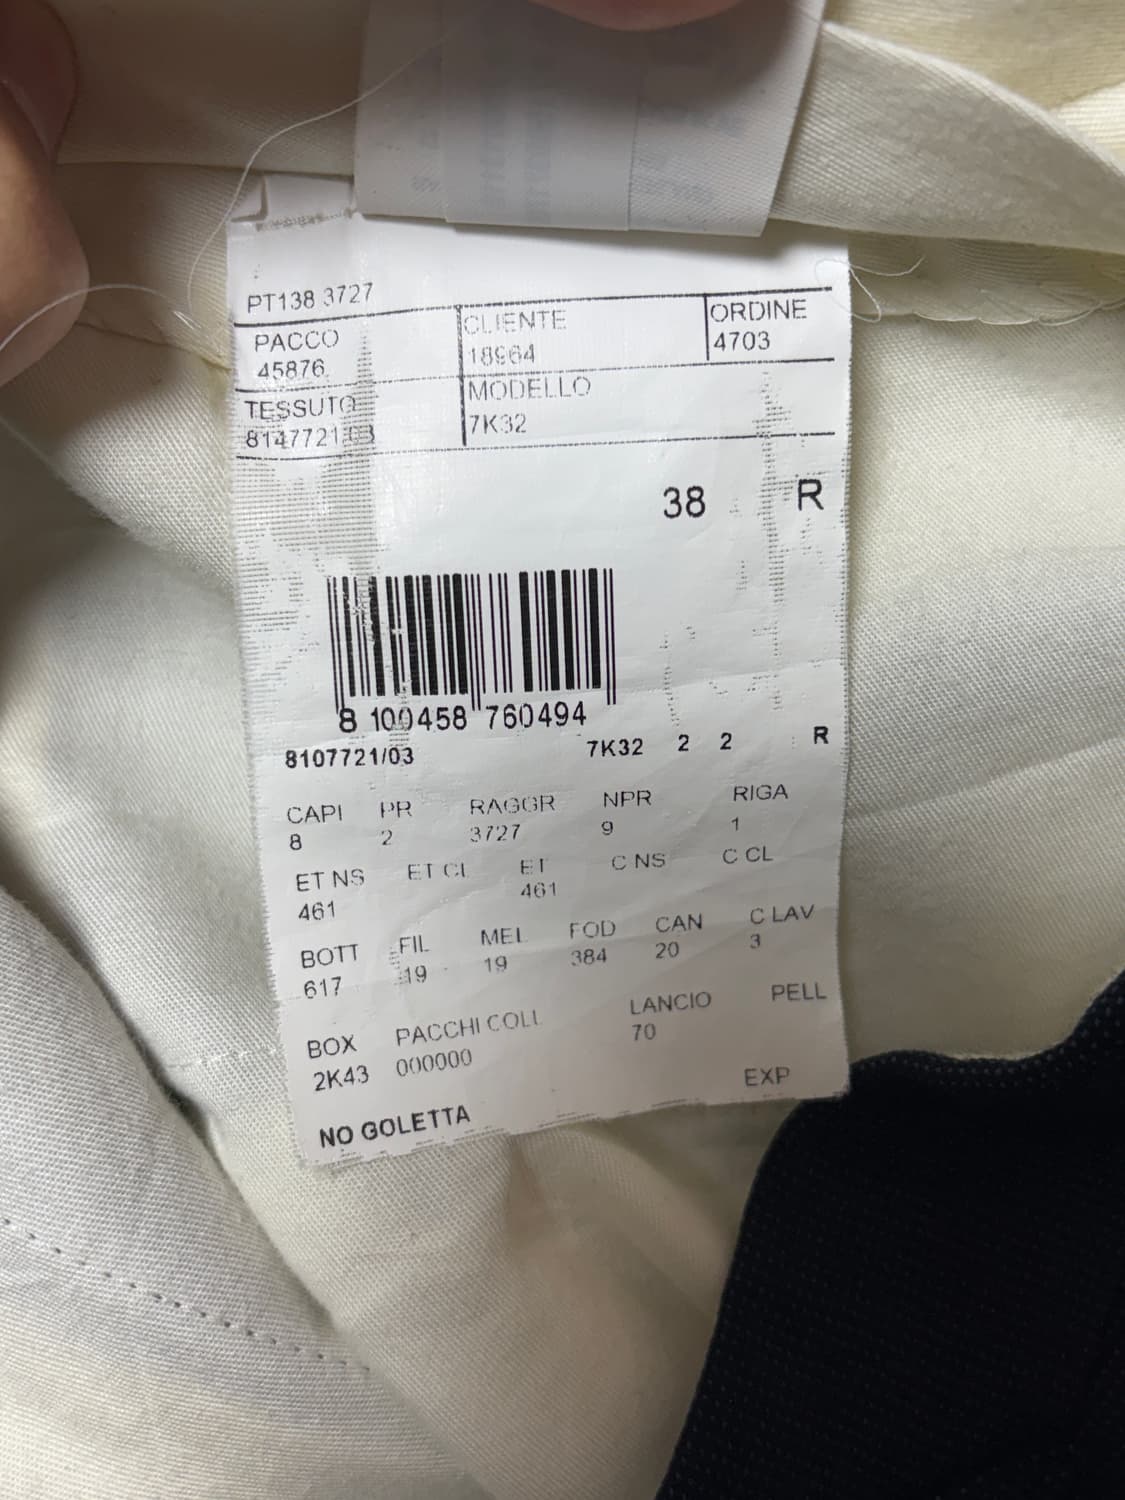 PT138 3727
PACCO CLIENTE ORDINE
45876 18964 4703
TESSUTO MODELLO
8147721/03 7K32
38 R
8 100458 760494
8107721/03 7K32 2 2 R
CAPI PR RAGGR NPR RIGA
8 2 3727 9 1
ET NS ET CL ET C NS C CL
461 461
BOTT FIL MEL FOD CAN C LAV
617 19 19 384 20 3
BOX PACCHI COLL LANCIO PELL
2K43 000000 70
EXP
NO GOLETTA